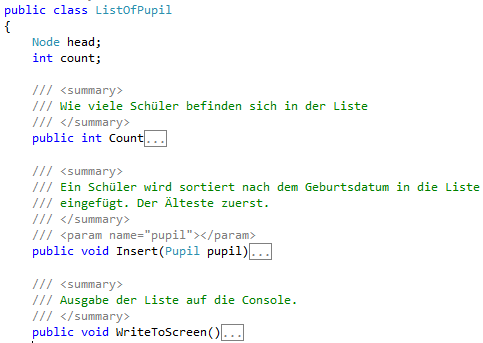 public class ListOfPupil
{
Node head;
int count;
/// <summary>
/// Wie viele Schüler befinden sich in der Liste
/// </summary>
public int Count...
/// <summary>
/// Ein Schüler wird sortiert nach dem Geburtsdatum in die Liste
/// eingefügt. Der Älteste zuerst.
/// </summary>
/// <param name="pupil"></param>
public void Insert(Pupil pupil)...
/// <summary>
/// Ausgabe der Liste auf die Console.
/// </summary>
public void WriteToScreen()...